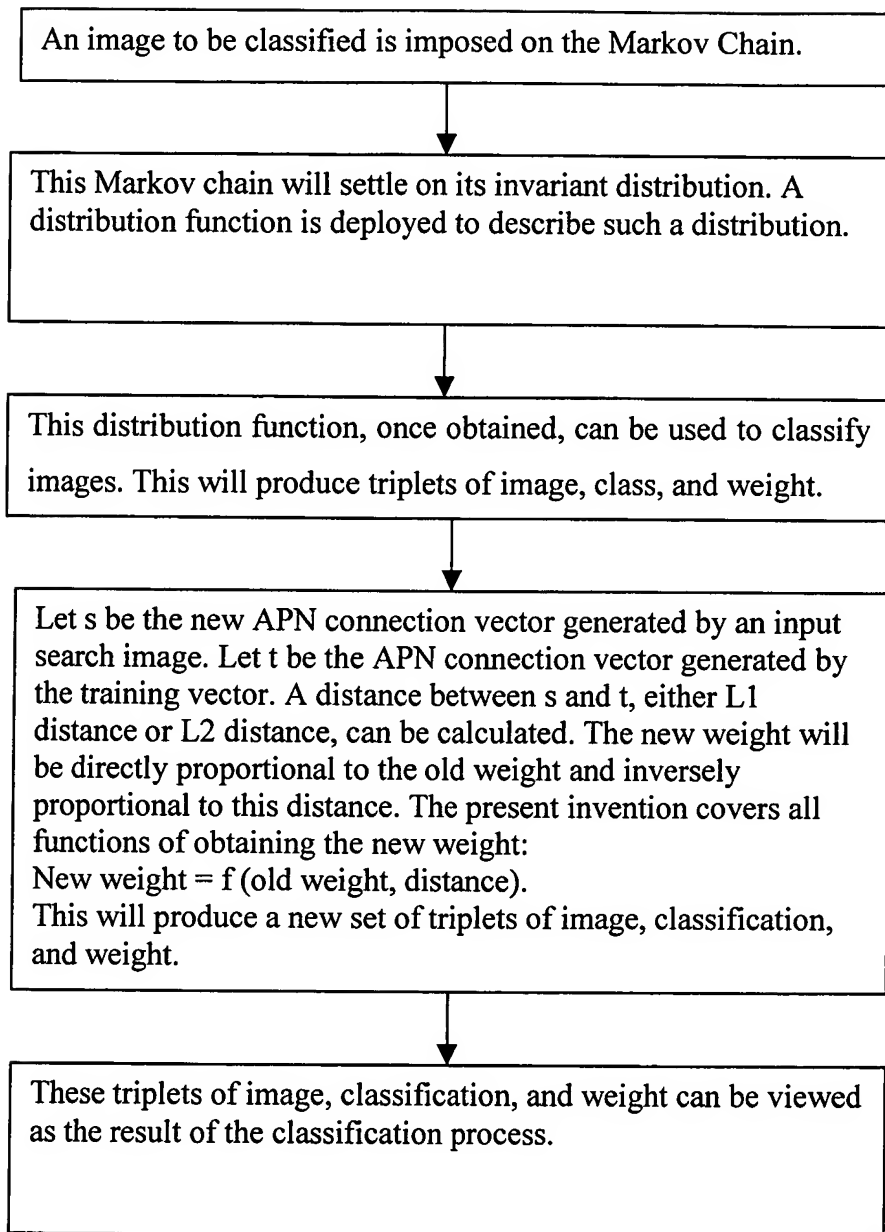 An image to be classified is imposed on the Markov Chain.
This Markov chain will settle on its invariant distribution. A
distribution function is deployed to describe such a distribution.
This distribution function, once obtained, can be used to classify
images. This will produce triplets of image, class, and weight.
Let s be the new APN connection vector generated by an input
search image. Let t be the APN connection vector generated by
the training vector. A distance between s and t, either L1
distance or L2 distance, can be calculated. The new weight will
be directly proportional to the old weight and inversely
proportional to this distance. The present invention covers all
functions of obtaining the new weight:
New weight = f (old weight, distance).
This will produce a new set of triplets of image, classification,
and weight.
These triplets of image, classification, and weight can be viewed
as the result of the classification process.